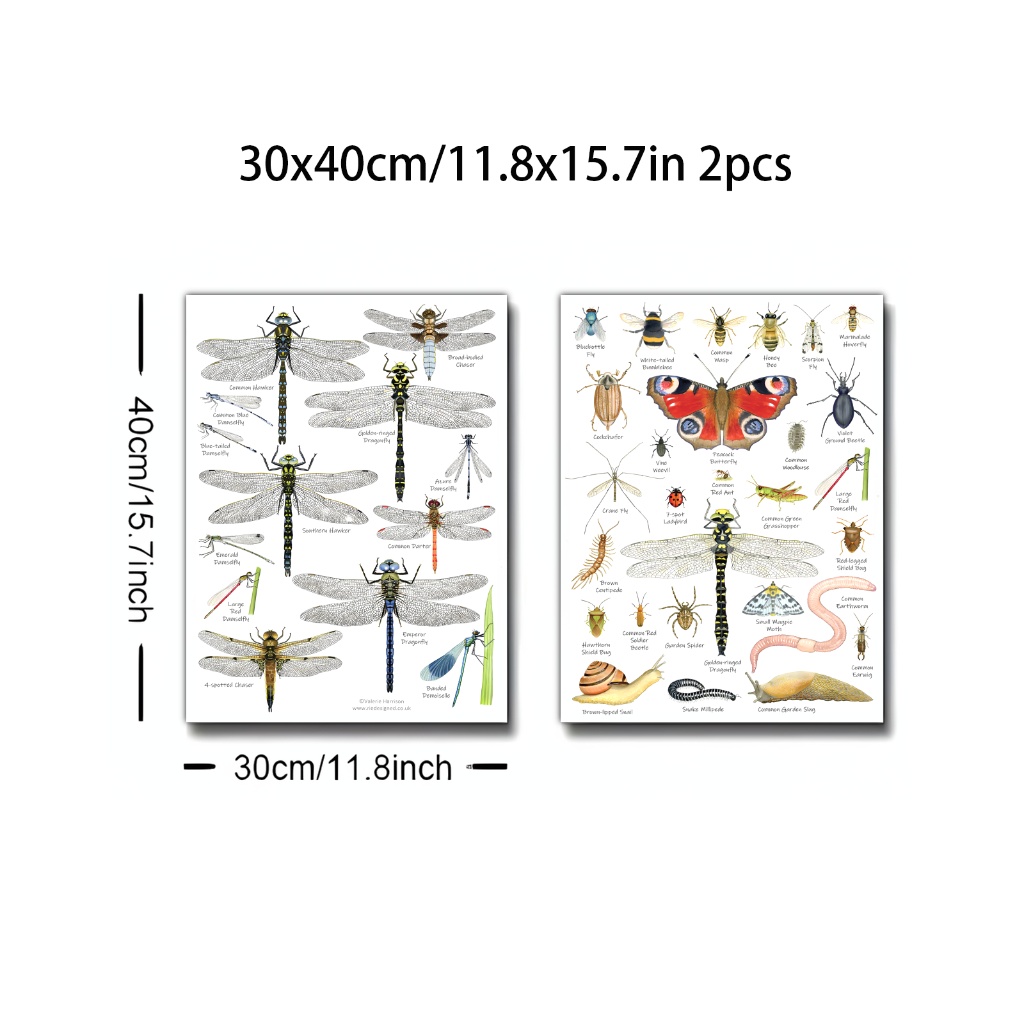 30x40cm/11.8x15.7in 2pcs
40cm/15.7inch
30cm/11.8inch
Common Hawker
Broad-bodied
Chaser
Common Blue
Damselfly
Golden-ringed
Dragonfly
Blue-tailed
Damselfly
Azure
Damselfly
Southern Hawker
Common Darter
Emerald
Damselfly
Large
Red
Damselfly
Emperor
Dragonfly
4-Spotted Chaser
Banded
Demoiselle
Bluebottle
Fly
White-tailed
Bumblebee
Common
Wasp
Honey
Bee
Scorpion
Fly
Marmalade
Hoverfly
Cockchafer
Vine
Weevil
Peacock
Butterfly
Common
Woodlouse
Violet
Ground Beetle
Crane Fly
7-spot
Ladybird
Common
Red Ant
Common Green
Grasshopper
Large
Red
Damselfly
Brown
Centipede
Red-legged
Shield Bug
Hawthorn
Shield Bug
Common Red
Soldier
Beetle
Garden Spider
Golden-ringed
Dragonfly
Small Magpie
Moth
Common
Earthworm
Common
Earwig
Brown-lipped Snail
Snake Millipede
Common Garden Slug